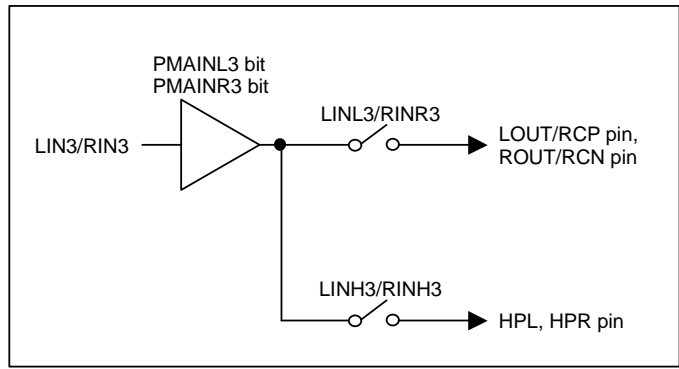 PMAINL3 bit
PMAINR3 bit
LINL3/RINR3
LIN3/RIN3
LOUT/RCP pin,
ROUT/RCN pin
LINH3/RINH3
HPL, HPR pin